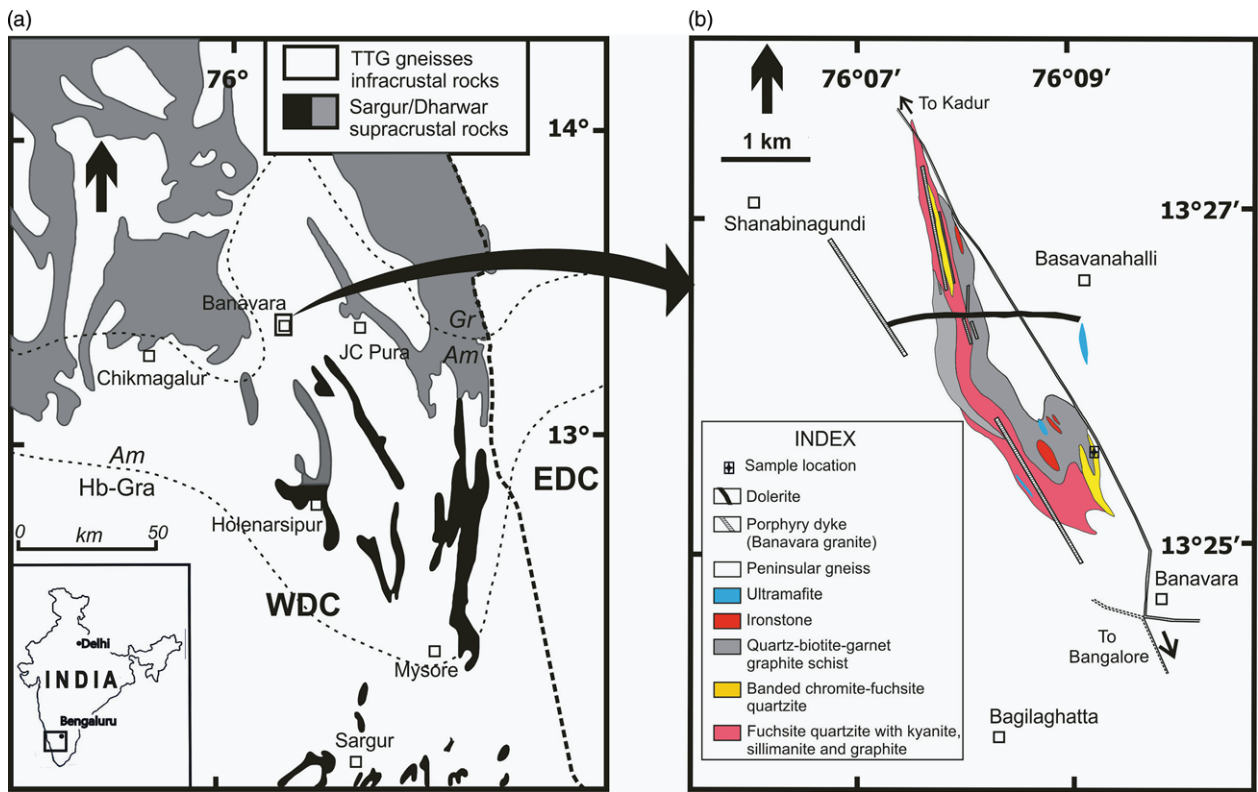 (a)
76°
TTG gneisses
infracrustal rocks
Sargur/Dharwar
supracrustal rocks
14°
Banavara
Gr
JC Pura
Am
Chikmagalur
13°
Am
Hb-Gra
EDC
Holenarsipur
0 km 50
WDC
Mysore
Delhi
INDIA
Bengaluru
Sargur
(b)
76°07′
76°09′
To Kadur
1 km
Shanabinagundi
13°27′
Basavanahalli
INDEX
Sample location
Dolerite
Porphyry dyke
(Banavara granite)
Peninsular gneiss
Ultramafite
Ironstone
Quartz-biotite-garnet
graphite schist
Banded chromite-fuchsite
quartzite
Fuchsite quartzite with kyanite,
sillimanite and graphite
13°25′
Banavara
To
Bangalore
Bagilaghatta